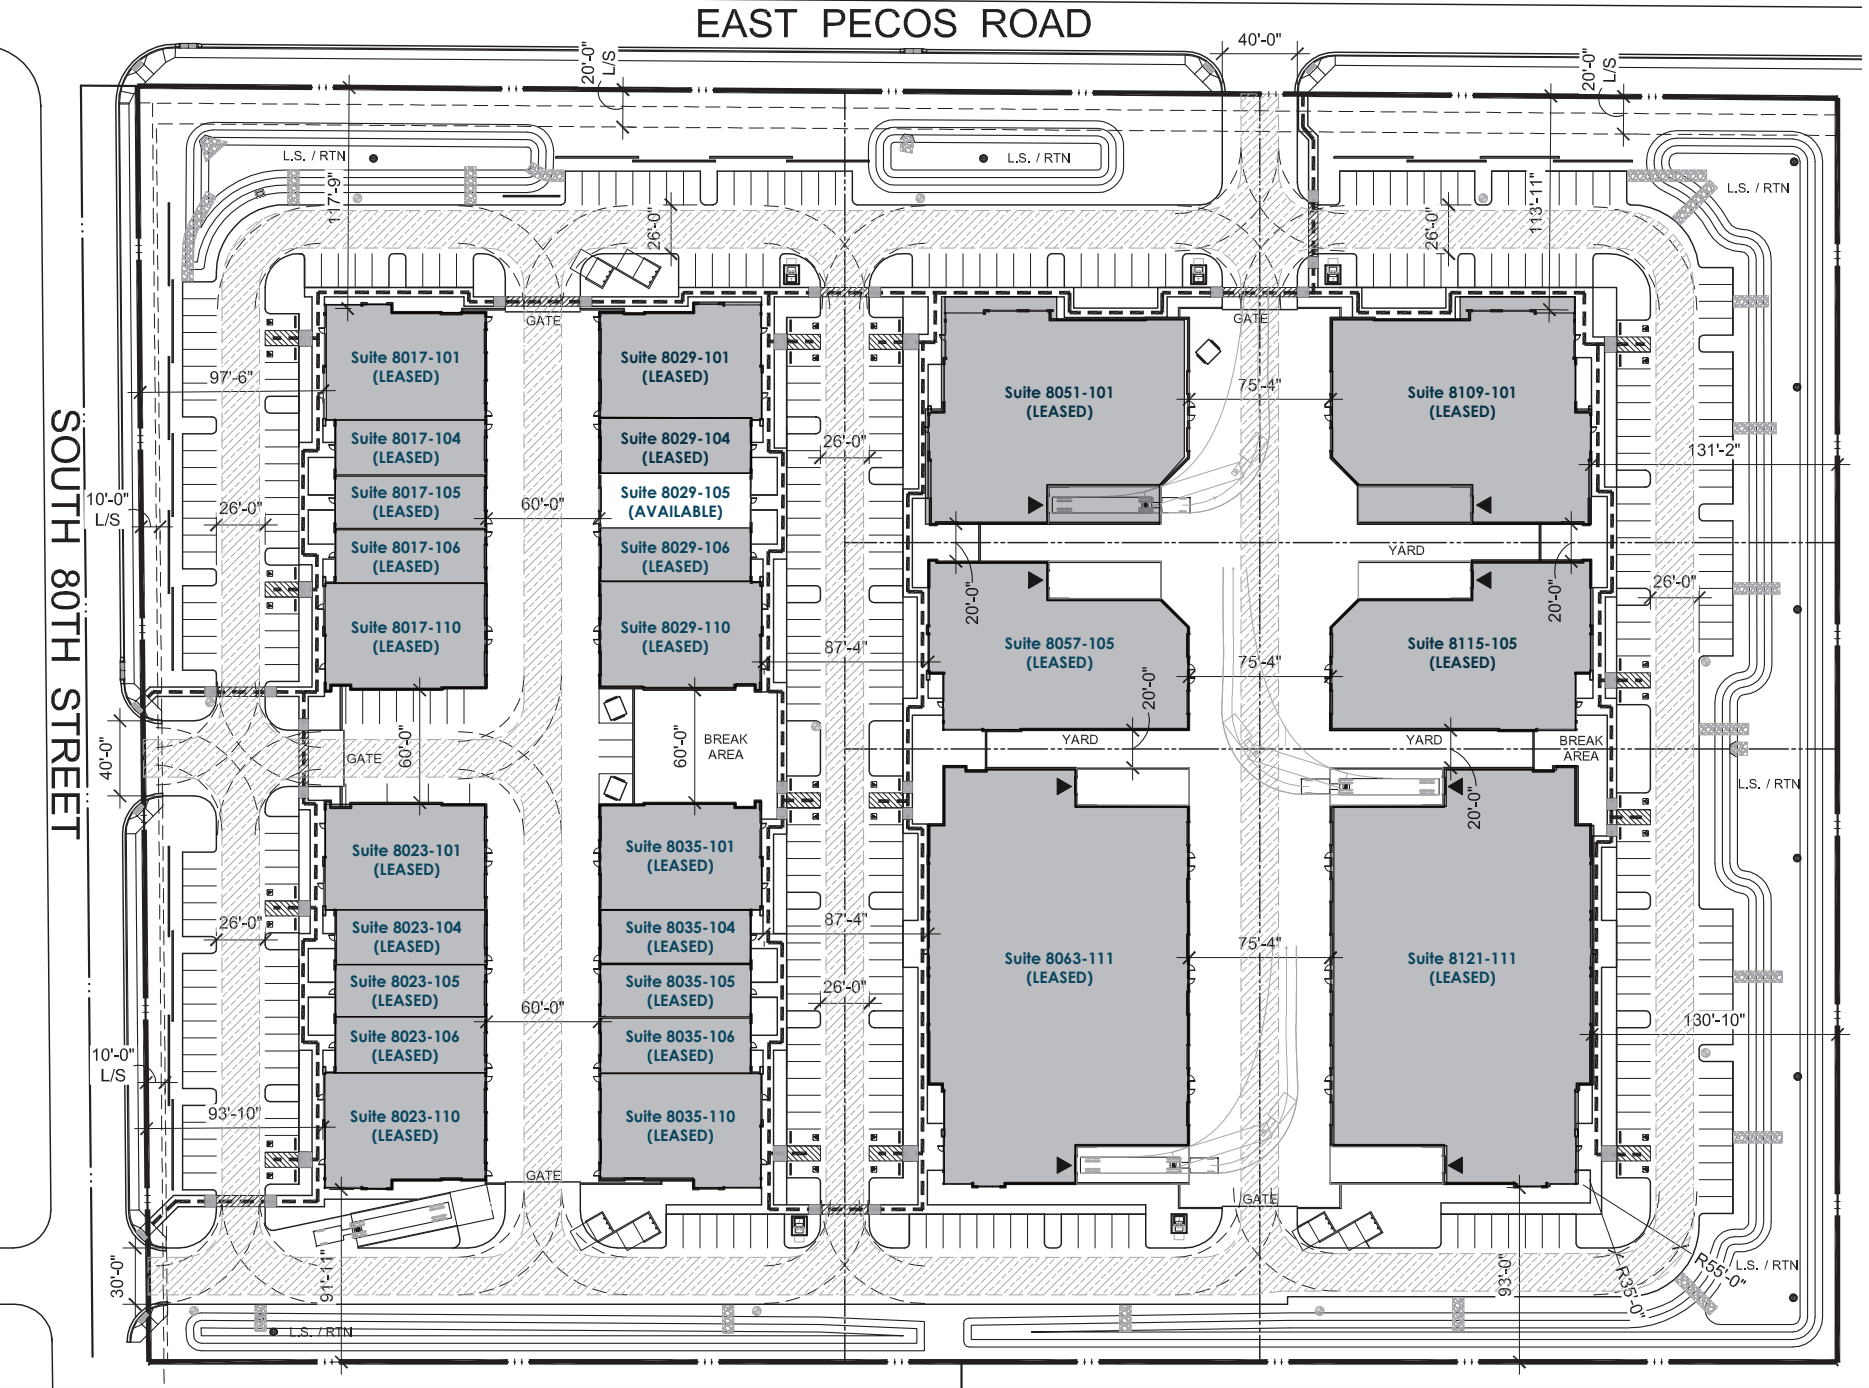 EAST PECOS ROAD
40'-0"
20'-0"
L/S
20'-0"
L/S
L.S. / RTN
L.S. / RTN
L.S. / RTN
117'-9"
26'-0"
26'-0"
113'-11"
GATE
GATE
Suite 8017-101
(LEASED)
Suite 8029-101
(LEASED)
Suite 8051-101
(LEASED)
Suite 8109-101
(LEASED)
97'-6"
75'-4"
Suite 8017-104
(LEASED)
Suite 8029-104
(LEASED)
26'-0"
131'-2"
SOUTH 80TH STREET
10'-0"
L/S
26'-0"
Suite 8017-105
(LEASED)
60'-0"
Suite 8029-105
(AVAILABLE)
Suite 8017-106
(LEASED)
Suite 8029-106
(LEASED)
YARD
20'-0"
20'-0"
26'-0"
Suite 8017-110
(LEASED)
Suite 8029-110
(LEASED)
87'-4"
Suite 8057-105
(LEASED)
75'-4"
Suite 8115-105
(LEASED)
20'-0"
40'-0"
GATE
60'-0"
60'-0"
BREAK
AREA
YARD
YARD
BREAK
AREA
20'-0"
L.S. / RTN
Suite 8023-101
(LEASED)
Suite 8035-101
(LEASED)
26'-0"
Suite 8023-104
(LEASED)
Suite 8035-104
(LEASED)
87'-4"
75'-4"
Suite 8063-111
(LEASED)
Suite 8121-111
(LEASED)
Suite 8023-105
(LEASED)
60'-0"
Suite 8035-105
(LEASED)
26'-0"
130'-10"
10'-0"
L/S
Suite 8023-106
(LEASED)
Suite 8035-106
(LEASED)
93'-10"
Suite 8023-110
(LEASED)
Suite 8035-110
(LEASED)
GATE
GATE
30'-0"
91'-11"
93'-0"
R35'-0"
R55'-0"
L.S. / RTN
L.S. / RTN